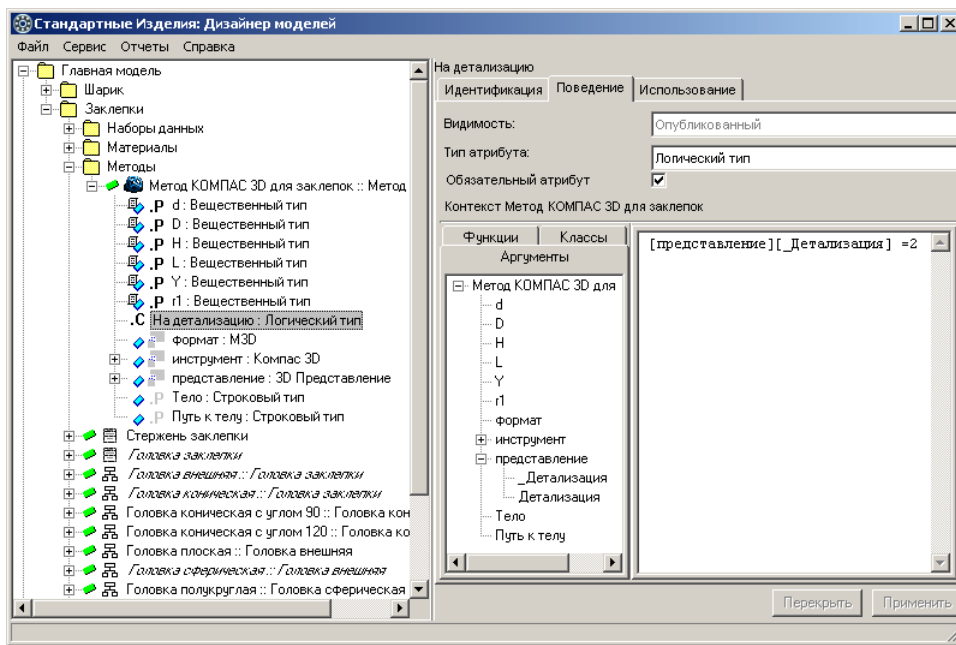 Стандартные Изделия: Дизайнер моделей
Файл Сервис Отчеты Справка
Главная модель
Шарик
Заклепки
Наборы данных
Материалы
Методы
Метод КОМПАС 3D для заклепок :: Метод
.P d : Вещественный тип
.P D : Вещественный тип
.P H : Вещественный тип
.P L : Вещественный тип
.P Y : Вещественный тип
.P r1 : Вещественный тип
.C На детализацию : Логический тип
формат : M3D
инструмент : Компас 3D
представление : 3D Представление
.P Тело : Строковый тип
.P Путь к телу : Строковый тип
Стержень заклепки
Головка заклепки
Головка внешняя :: Головка заклепки
Головка коническая :: Головка заклепки
Головка коническая с углом 90 :: Головка кон
Головка коническая с углом 120 :: Головка ко
Головка плоская :: Головка внешняя
Головка сферическая :: Головка внешняя
Головка полукруглая :: Головка сферическая
На детализацию
Идентификация Поведение Использование
Видимость: Опубликованный
Тип атрибута: Логический тип
Обязательный атрибут
Контекст Метод КОМПАС 3D для заклепок
Функции Классы
Аргументы
Метод КОМПАС 3D для
d
D
H
L
Y
r1
формат
инструмент
представление
_Детализация
Детализация
Тело
Путь к телу
[представление][_Детализация] =2
Перекрыть Применить